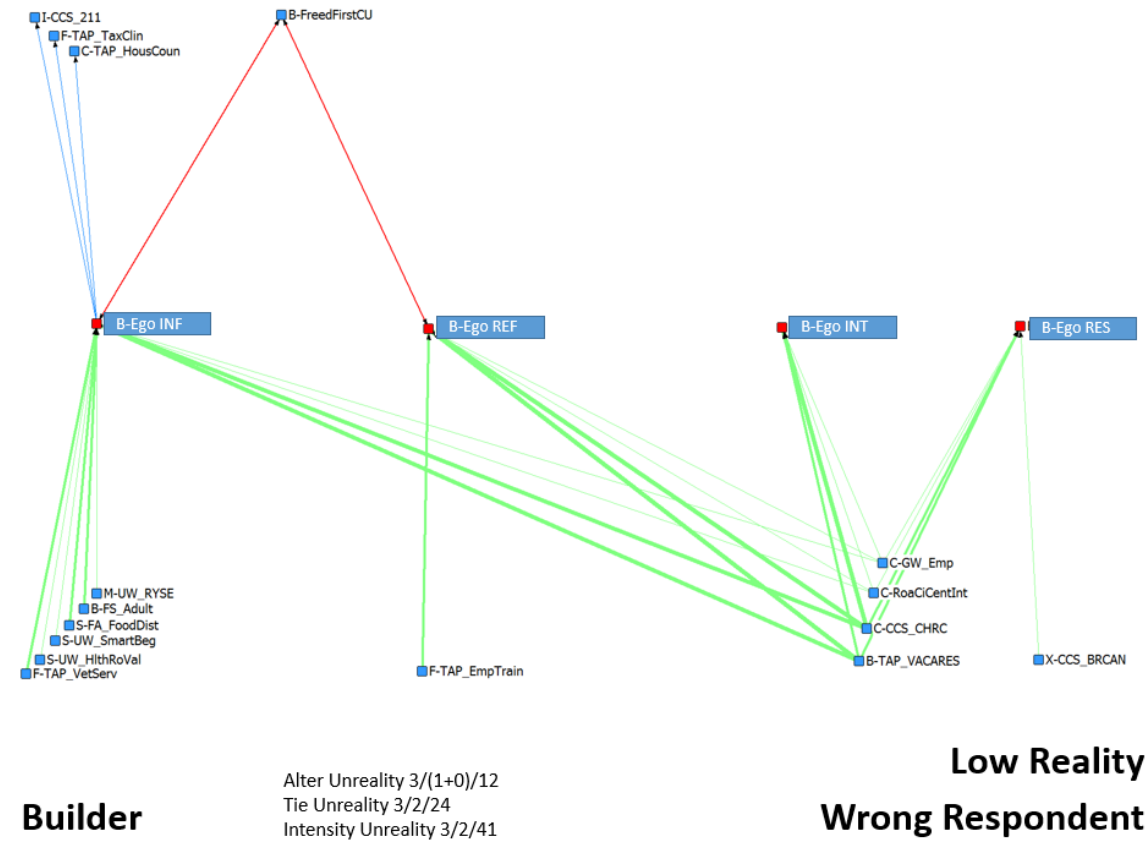 I-CCS_211
B-FreedFirstCU
F-TAP_TaxClin
C-TAP_HousCoun
B-Ego INF
B-Ego REF
B-Ego INT
B-Ego RES
C-GW_Emp
M-UW_RYSE
C-RoaCiCentInt
B-FS_Adult
S-FA_FoodDist
C-CCS_CHRC
S-UW_SmartBeg
S-UW_HlthRoVal
B-TAP_VACARES
X-CCS_BRCAN
F-TAP_VetServ
F-TAP_EmpTrain
Low Reality
Alter Unreality 3/(1+0)/12
Tie Unreality 3/2/24
Builder
Wrong Respondent
Intensity Unreality 3/2/41